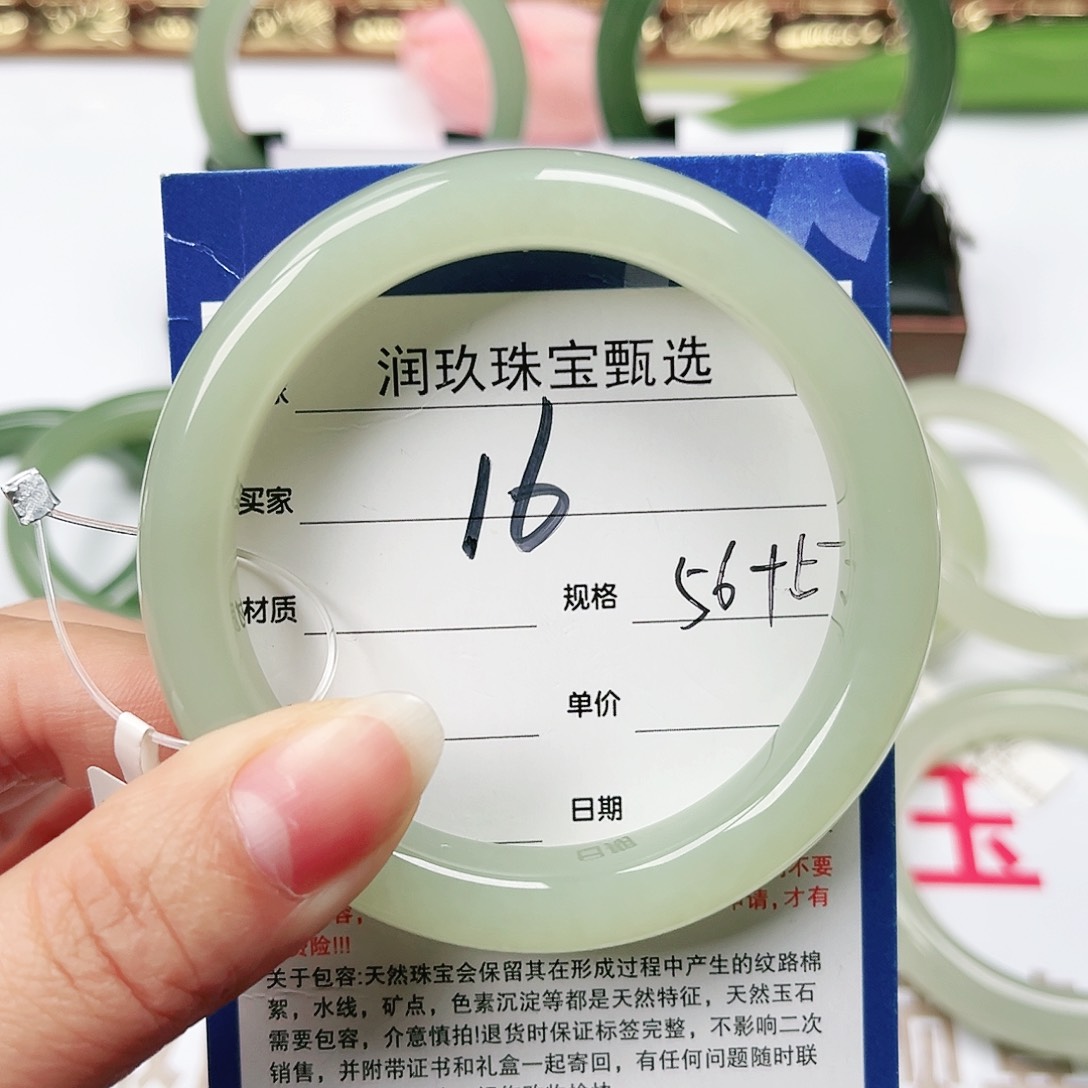 润玖珠宝甄选
16
买家
材质
规格 56+5
单价
日期
不要
请,才有
险!!!
关于包容:天然珠宝会保留其在形成过程中产生的纹路棉
絮，水线，矿点，色素沉淀等都是天然特征，天然玉石
需要包容，介意慎拍!退货时保证标签完整，不影响二次
销售，并附带证书和礼盒一起寄回，有任何问题随时联
玉